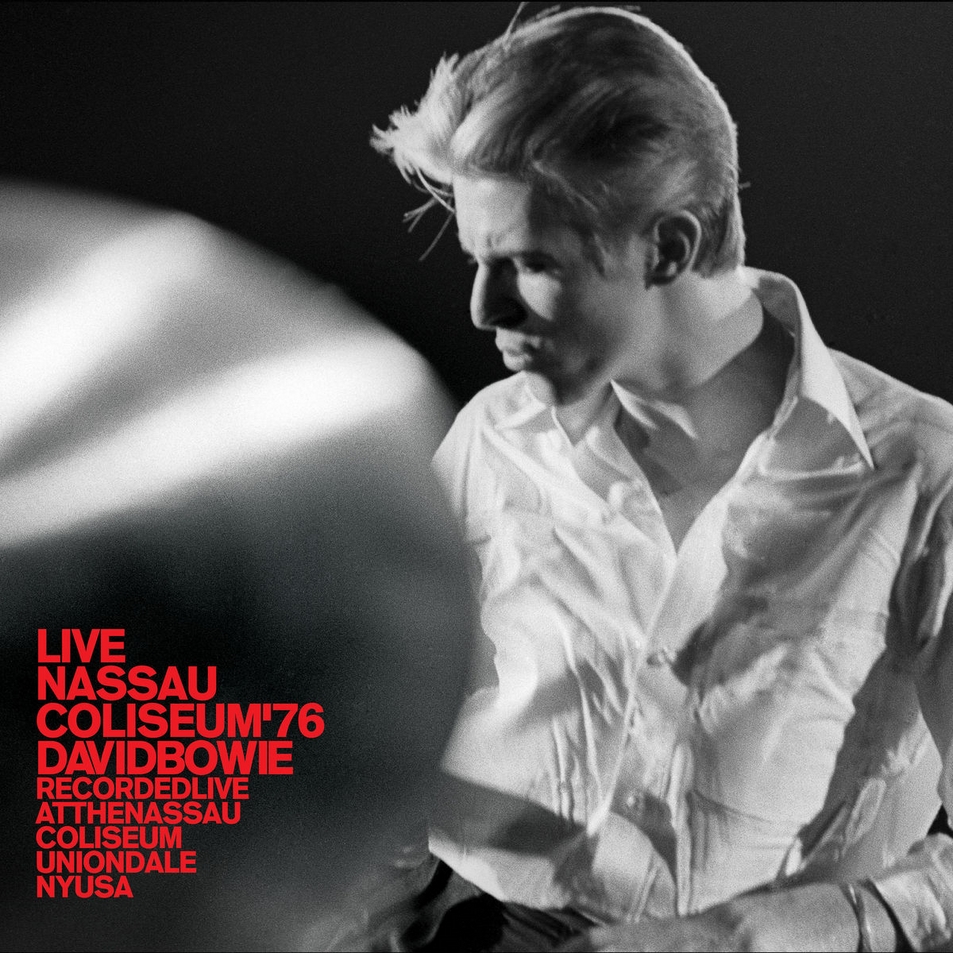 LIVE
NASSAU
COLISEUM'76
DAVIDBOWIE
RECORDEDLIVE
ATTHENASSAU
COLISEUM
UNIONDALE
NYUSA